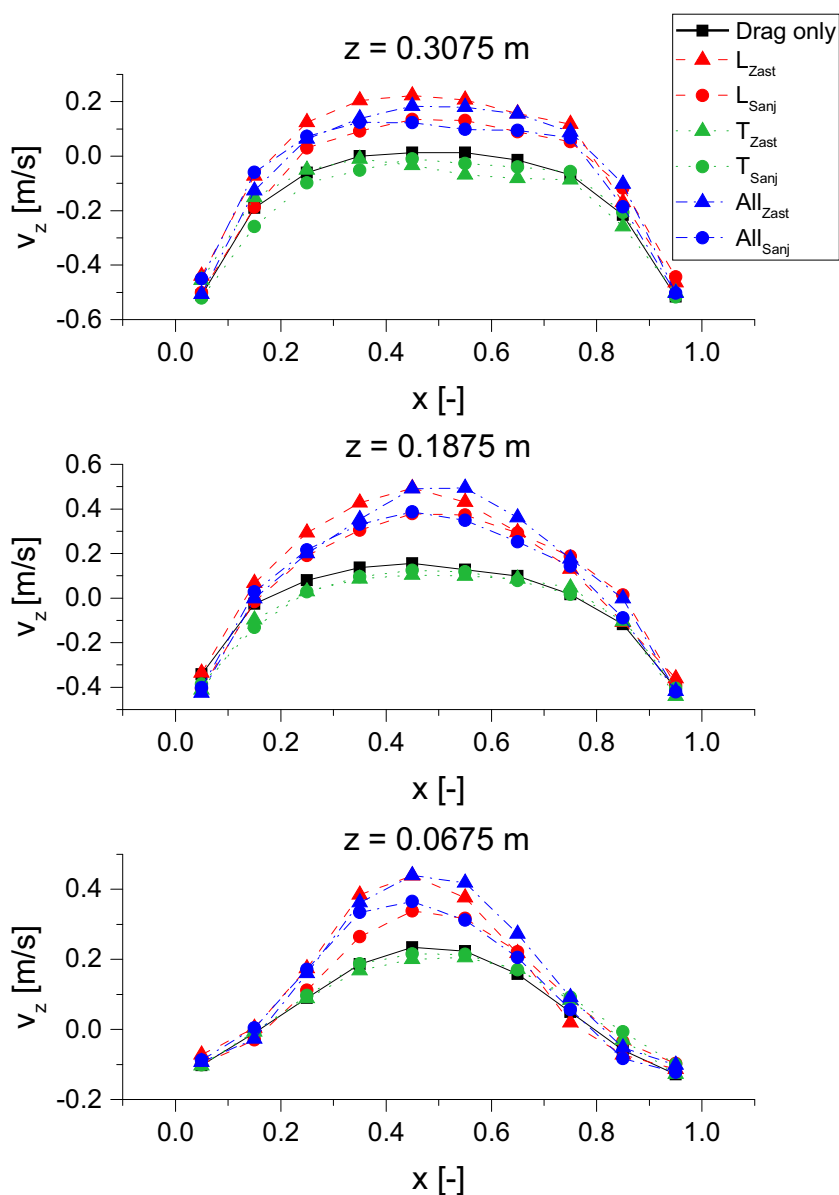 z = 0.3075 m
Drag only
L_Zast
L_Sanj
T_Zast
T_Sanj
All_Zast
All_Sanj
0.2
0.0
-0.2
-0.4
-0.6
v_z [m/s]
0.0 0.2 0.4 0.6 0.8 1.0
x [-]
z = 0.1875 m
0.6
0.4
0.2
0.0
-0.2
-0.4
v_z [m/s]
0.0 0.2 0.4 0.6 0.8 1.0
x [-]
z = 0.0675 m
0.4
0.2
0.0
-0.2
v_z [m/s]
0.0 0.2 0.4 0.6 0.8 1.0
x [-]